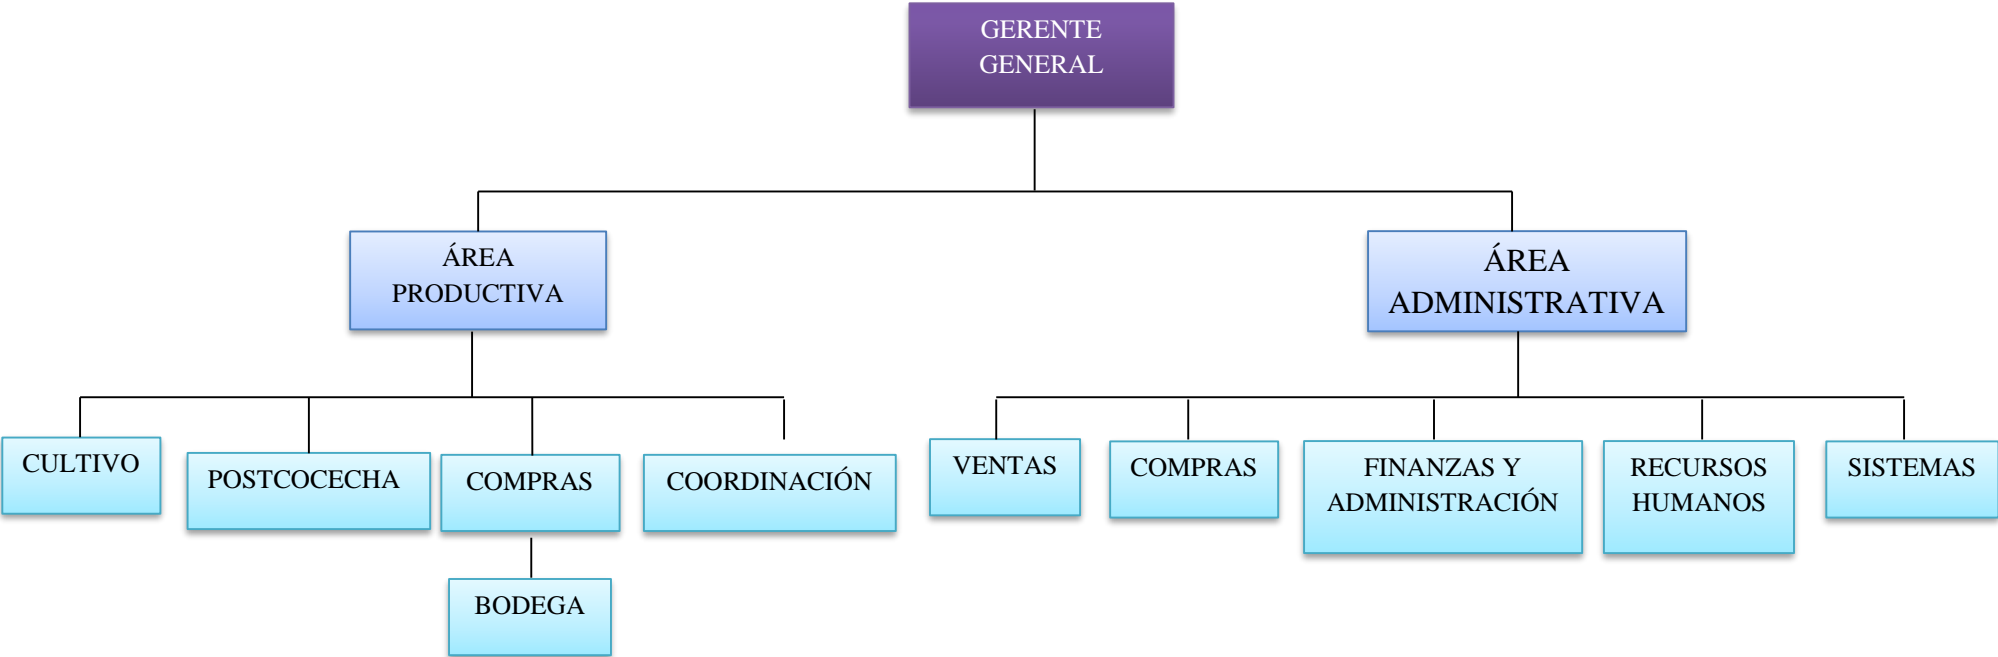 GERENTE
GENERAL
ÁREA
PRODUCTIVA
ÁREA
ADMINISTRATIVA
CULTIVO
POSTCOCECHA
COMPRAS
COORDINACIÓN
VENTAS
COMPRAS
FINANZAS Y
ADMINISTRACIÓN
RECURSOS
HUMANOS
SISTEMAS
BODEGA